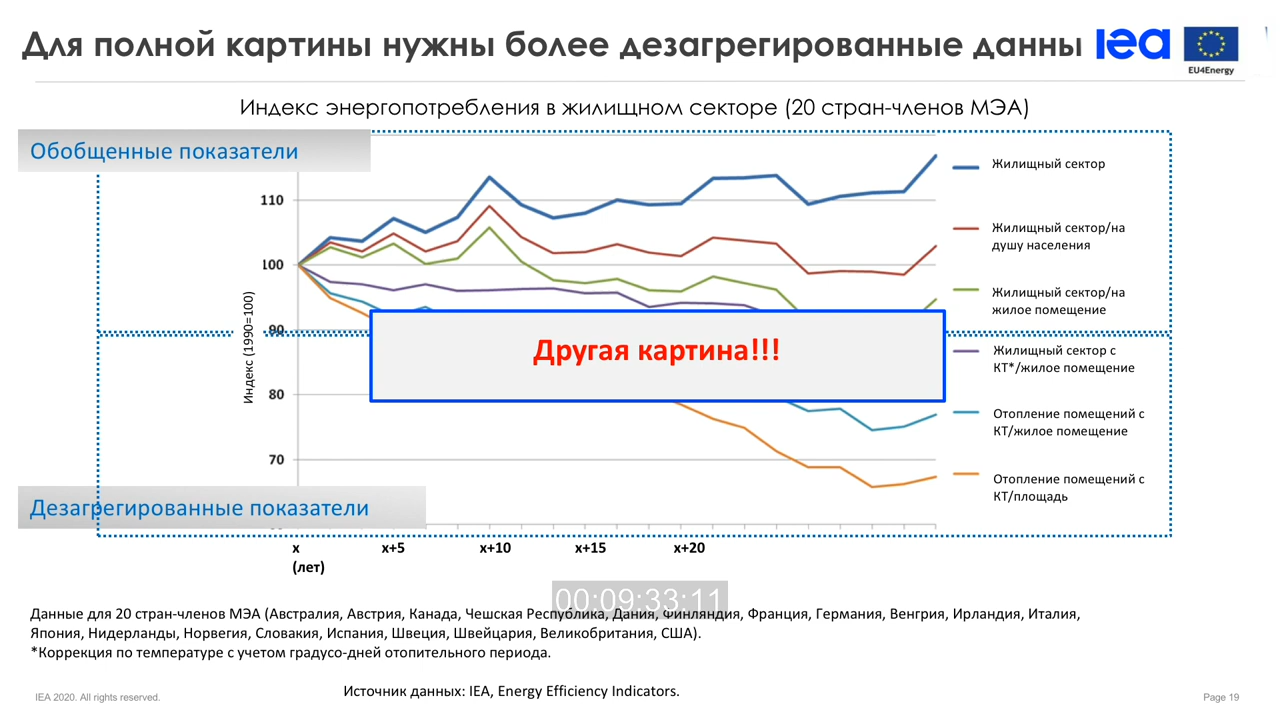 Для полной картины нужны более дезагрегированные данны
iea
EU4Energy
Индекс энергопотребления в жилищном секторе (20 стран-членов МЭА)
Обобщенные показатели
Жилищный сектор
110
Жилищный сектор/на
душу населения
100
Жилищный сектор/на
жилое помещение
Индекс (1990=100)
90
Другая картина!!!
Жилищный сектор с
КТ*/жилое помещение
80
Отопление помещений с
КТ/жилое помещение
70
Отопление помещений с
КТ/площадь
Дезагрегированные показатели
x x+5 x+10 x+15 x+20
(лет)
00:09:33:11
Данные для 20 стран-членов МЭА (Австралия, Австрия, Канада, Чешская Республика, Дания, Финляндия, Франция, Германия, Венгрия, Ирландия, Италия,
Япония, Нидерланды, Норвегия, Словакия, Испания, Швеция, Швейцария, Великобритания, США).
*Коррекция по температуре с учетом градусо-дней отопительного периода.
Источник данных: IEA, Energy Efficiency Indicators.
IEA 2020. All rights reserved.
Page 19